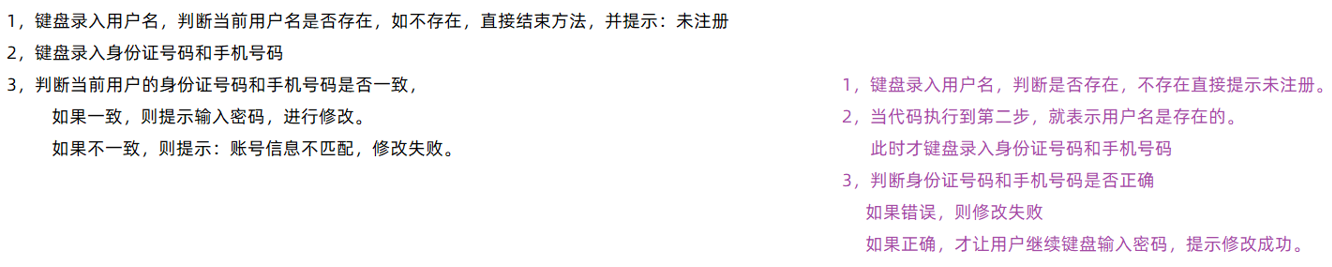 1，键盘录入用户名，判断当前用户名是否存在，如不存在，直接结束方法，并提示：未注册
2，键盘录入身份证号码和手机号码
3，判断当前用户的身份证号码和手机号码是否一致，
如果一致，则提示输入密码，进行修改。
如果不一致，则提示：账号信息不匹配，修改失败。
1，键盘录入用户名，判断是否存在，不存在直接提示未注册。
2，当代码执行到第二步，就表示用户名是存在的。
此时才键盘录入身份证号码和手机号码
3，判断身份证号码和手机号码是否正确
如果错误，则修改失败
如果正确，才让用户继续键盘输入密码，提示修改成功。